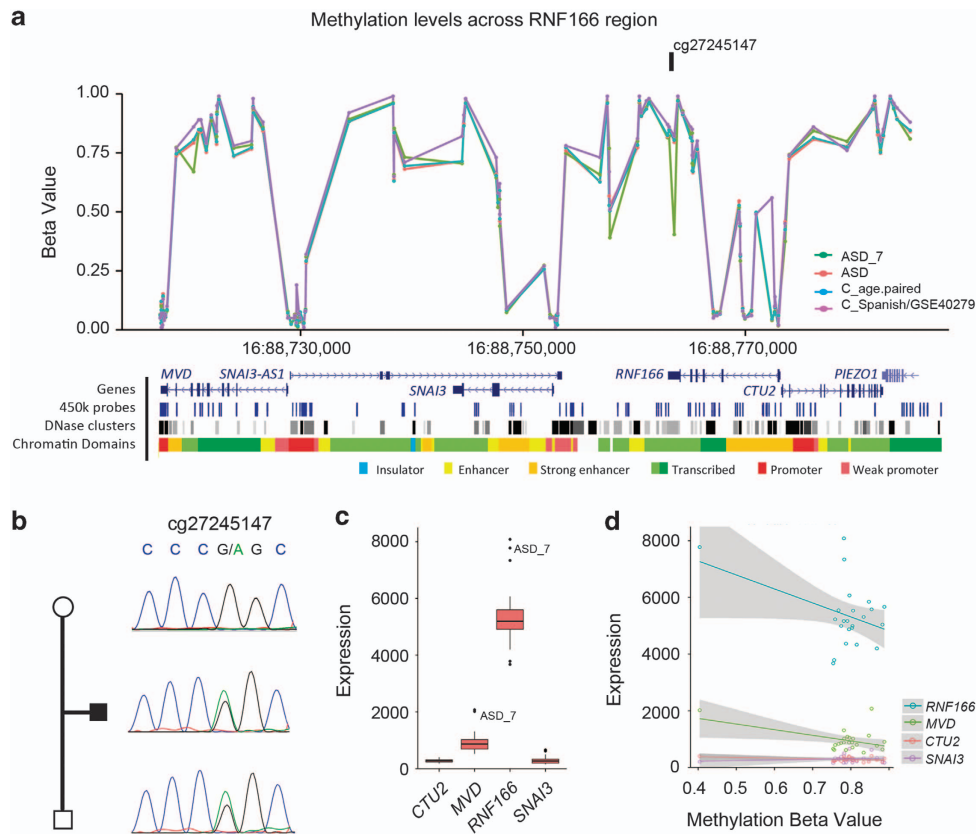 a
Methylation levels across RNF166 region
cg27245147
1.00
0.75
0.50
0.25
0.00
Beta Value
ASD_7
ASD
C_age.paired
C_Spanish/GSE40279
16:88,730,000 16:88,750,000 16:88,770,000
MVD SNAI3-AS1 RNF166 PIEZO1
Genes SNAI3 CTU2
450k probes
DNase clusters
Chromatin Domains
Insulator Enhancer Strong enhancer Transcribed Promoter Weak promoter
b
cg27245147
C C C G/A G C
c
Expression
8000
6000
4000
2000
0
ASD_7
ASD_7
CTU2 MVD RNF166 SNAI3
d
Expression
8000
6000
4000
2000
0
0.4 0.5 0.6 0.7 0.8
Methylation Beta Value
RNF166
MVD
CTU2
SNAI3